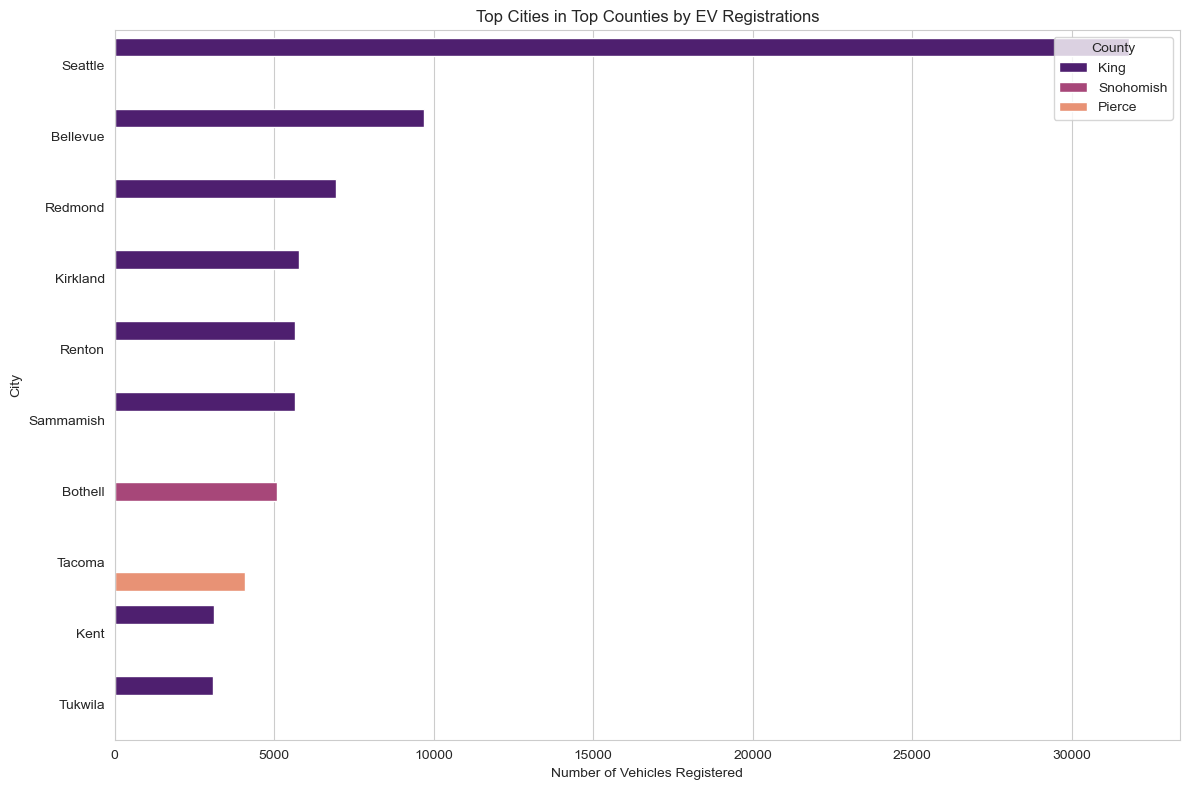 Top Cities in Top Counties by EV Registrations
County
King
Snohomish
Pierce
City
Seattle
Bellevue
Redmond
Kirkland
Renton
Sammamish
Bothell
Tacoma
Kent
Tukwila
0 5000 10000 15000 20000 25000 30000
Number of Vehicles Registered